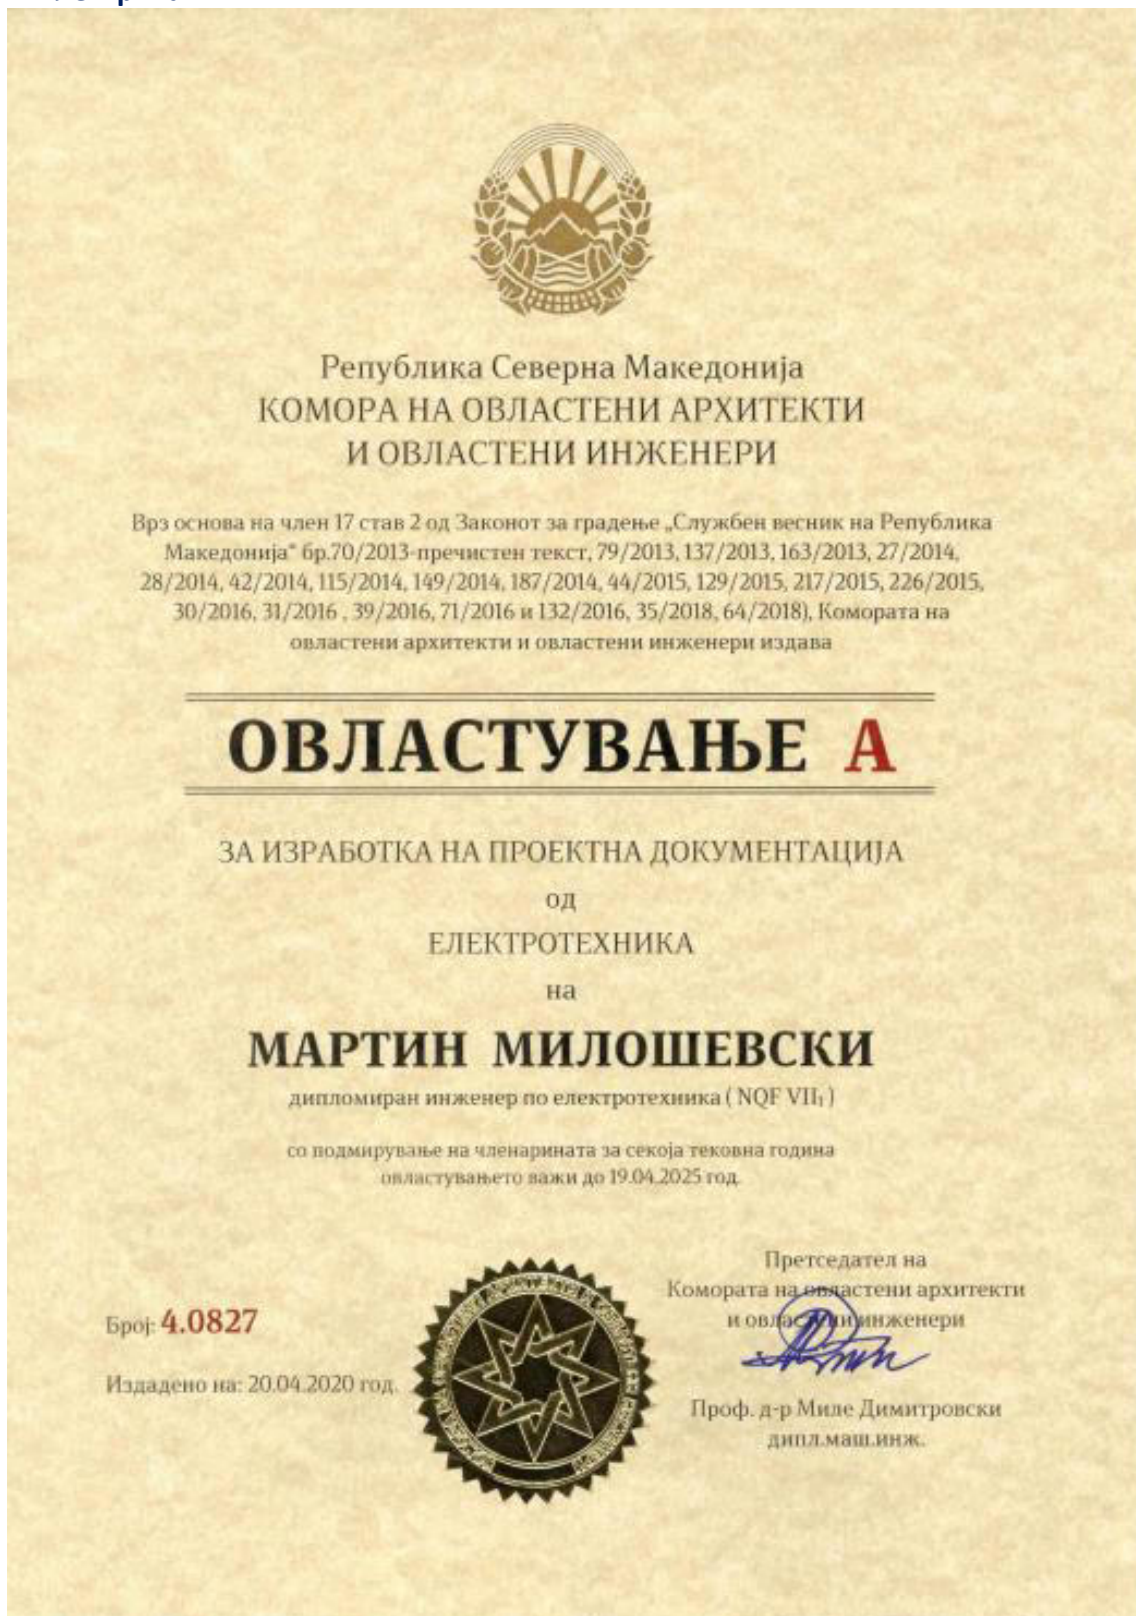 Република Северна Македонија
КОМОРА НА ОВЛАСТЕНИ АРХИТЕКТИ
И ОВЛАСТЕНИ ИНЖЕНЕРИ
Врз основа на член 17 став 2 од Законот за градење „Службен весник на Република
Македонија“ бр.70/2013-пречистен текст, 79/2013, 137/2013, 163/2013, 27/2014,
28/2014, 42/2014, 115/2014, 149/2014, 187/2014, 44/2015, 129/2015, 217/2015, 226/2015,
30/2016, 31/2016 , 39/2016, 71/2016 и 132/2016, 35/2018, 64/2018), Комората на
овластени архитекти и овластени инженери издава
ОВЛАСТУВАЊЕ А
ЗА ИЗРАБОТКА НА ПРОЕКТНА ДОКУМЕНТАЦИЈА
од
ЕЛЕКТРОТЕХНИКА
на
МАРТИН МИЛОШЕВСКИ
дипломиран инженер по електротехника ( NQF VII₁ )
со подмирување на членарината за секоја тековна година
овластувањето важи до 19.04.2025 год.
Претседател на
Комората на овластени архитекти
и овластени инженери
Број: 4.0827
Издадено на: 20.04.2020 год.
Проф. д-р Миле Димитровски
дипл.маш.инж.